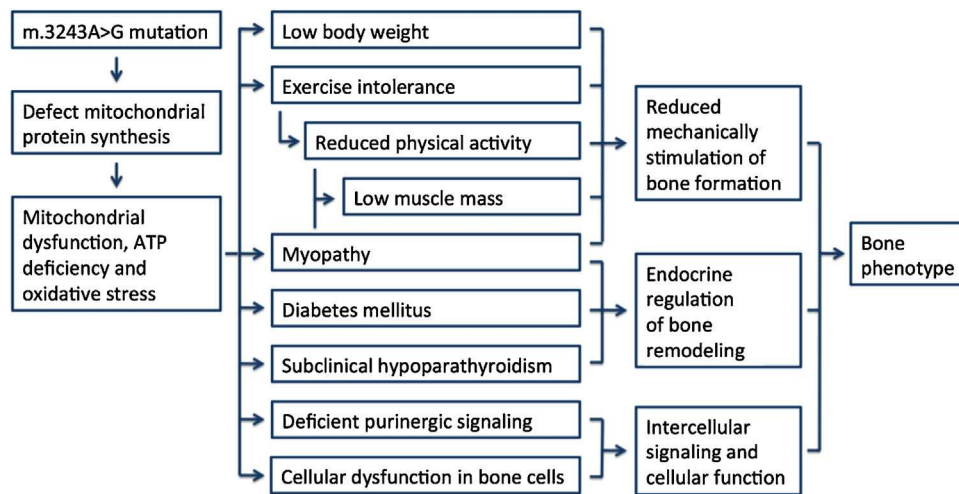 m.3243A>G mutation
Defect mitochondrial
protein synthesis
Mitochondrial
dysfunction, ATP
deficiency and
oxidative stress
Low body weight
Exercise intolerance
Reduced physical activity
Low muscle mass
Myopathy
Diabetes mellitus
Subclinical hypoparathyroidism
Deficient purinergic signaling
Cellular dysfunction in bone cells
Reduced
mechanically
stimulation of
bone formation
Endocrine
regulation
of bone
remodeling
Intercellular
signaling and
cellular function
Bone
phenotype